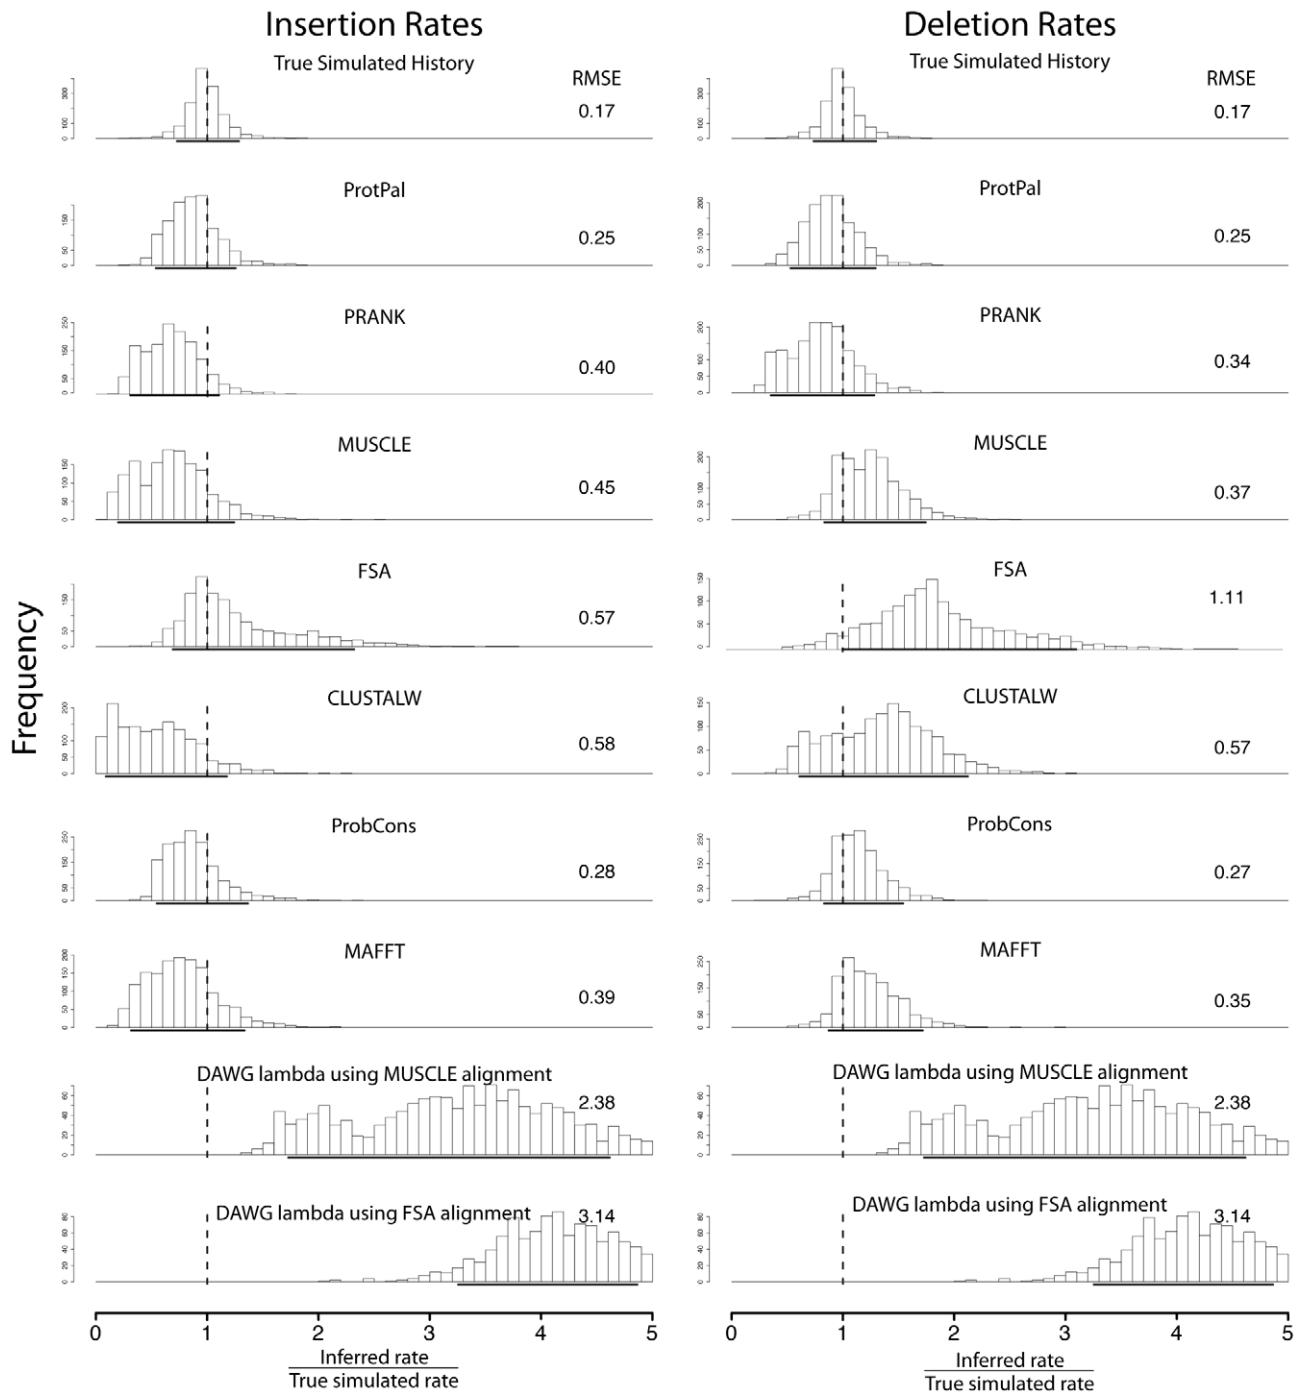 Insertion Rates
True Simulated History
RMSE
0.17
ProtPal
0.25
PRANK
0.40
MUSCLE
0.45
FSA
0.57
CLUSTALW
0.58
ProbCons
0.28
MAFFT
0.39
DAWG lambda using MUSCLE alignment
2.38
DAWG lambda using FSA alignment
3.14
0 1 2 3 4 5
Inferred rate
True simulated rate
Frequency
Deletion Rates
True Simulated History
RMSE
0.17
ProtPal
0.25
PRANK
0.34
MUSCLE
0.37
FSA
1.11
CLUSTALW
0.57
ProbCons
0.27
MAFFT
0.35
DAWG lambda using MUSCLE alignment
2.38
DAWG lambda using FSA alignment
3.14
0 1 2 3 4 5
Inferred rate
True simulated rate